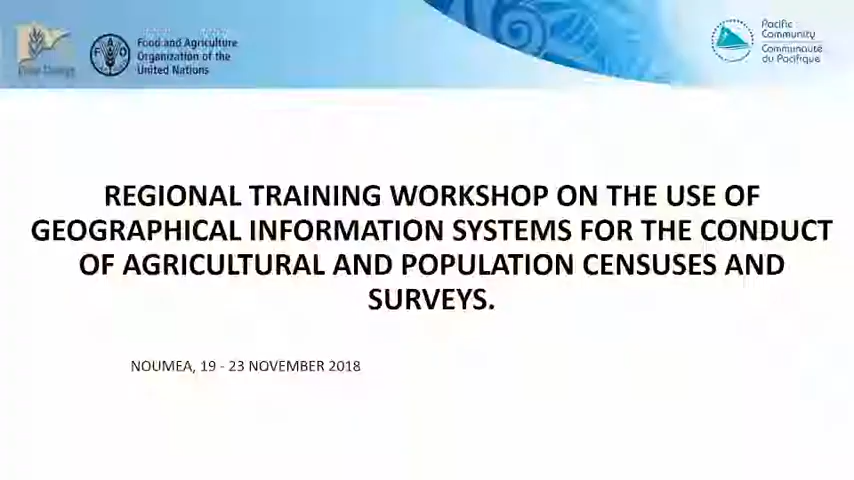 Food and Agriculture
Organization of the
United Nations
Pacific
Community
Communauté
du Pacifique
REGIONAL TRAINING WORKSHOP ON THE USE OF
GEOGRAPHICAL INFORMATION SYSTEMS FOR THE CONDUCT
OF AGRICULTURAL AND POPULATION CENSUSES AND
SURVEYS.
NOUMEA, 19 - 23 NOVEMBER 2018